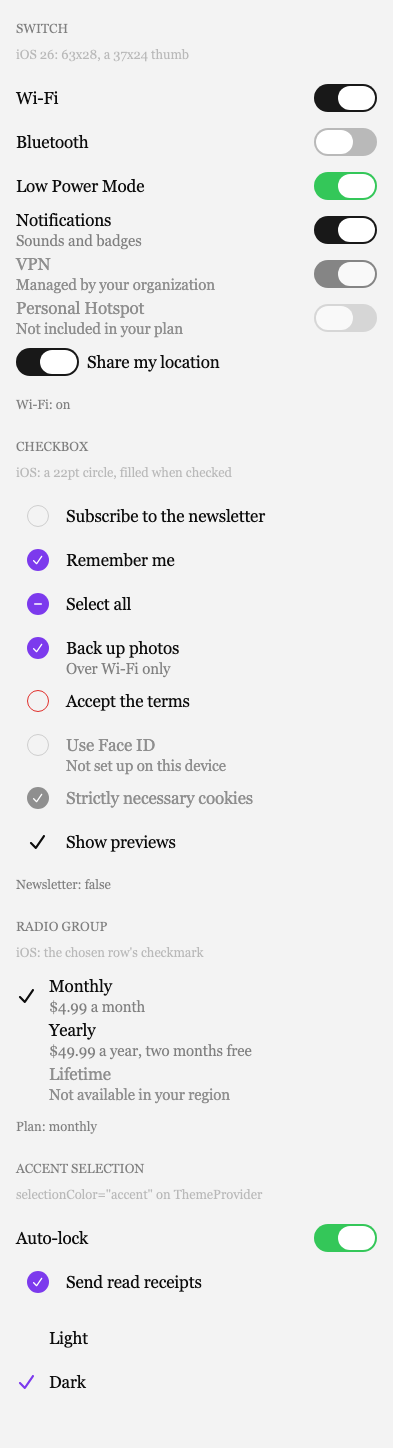 SWITCH
iOS 26: 63x28, a 37x24 thumb
Wi-Fi
Bluetooth
Low Power Mode
Notifications
Sounds and badges
VPN
Managed by your organization
Personal Hotspot
Not included in your plan
Share my location
Wi-Fi: on
CHECKBOX
iOS: a 22pt circle, filled when checked
Subscribe to the newsletter
Remember me
Select all
Back up photos
Over Wi-Fi only
Accept the terms
Use Face ID
Not set up on this device
Strictly necessary cookies
Show previews
Newsletter: false
RADIO GROUP
iOS: the chosen row's checkmark
Monthly
$4.99 a month
Yearly
$49.99 a year, two months free
Lifetime
Not available in your region
Plan: monthly
ACCENT SELECTION
selectionColor="accent" on ThemeProvider
Auto-lock
Send read receipts
Light
Dark